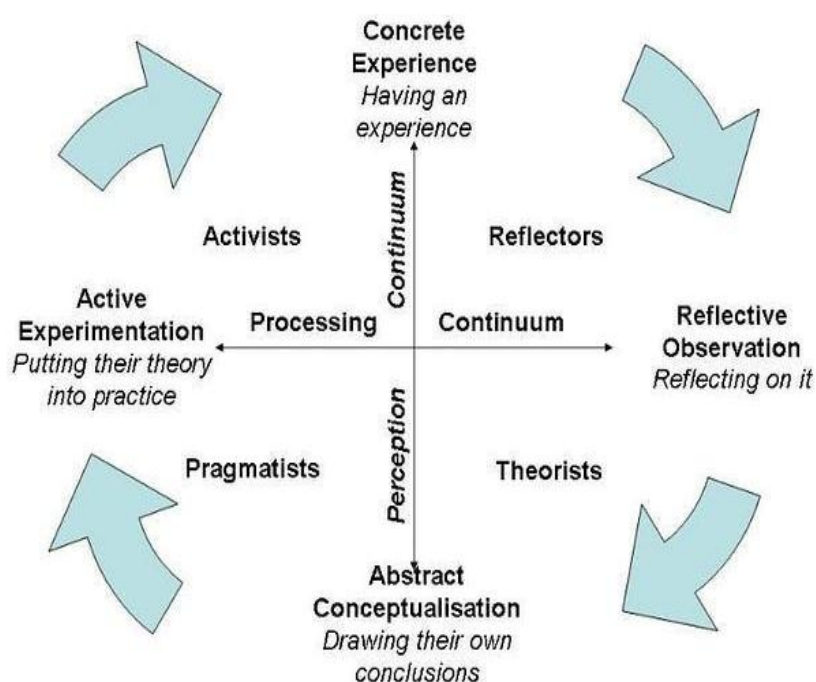 Concrete
Experience
Having an
experience
Continuum
Activists
Reflectors
Active
Experimentation
Putting their theory
into practice
Processing
Continuum
Reflective
Observation
Reflecting on it
Perception
Pragmatists
Theorists
Abstract
Conceptualisation
Drawing their own
conclusions